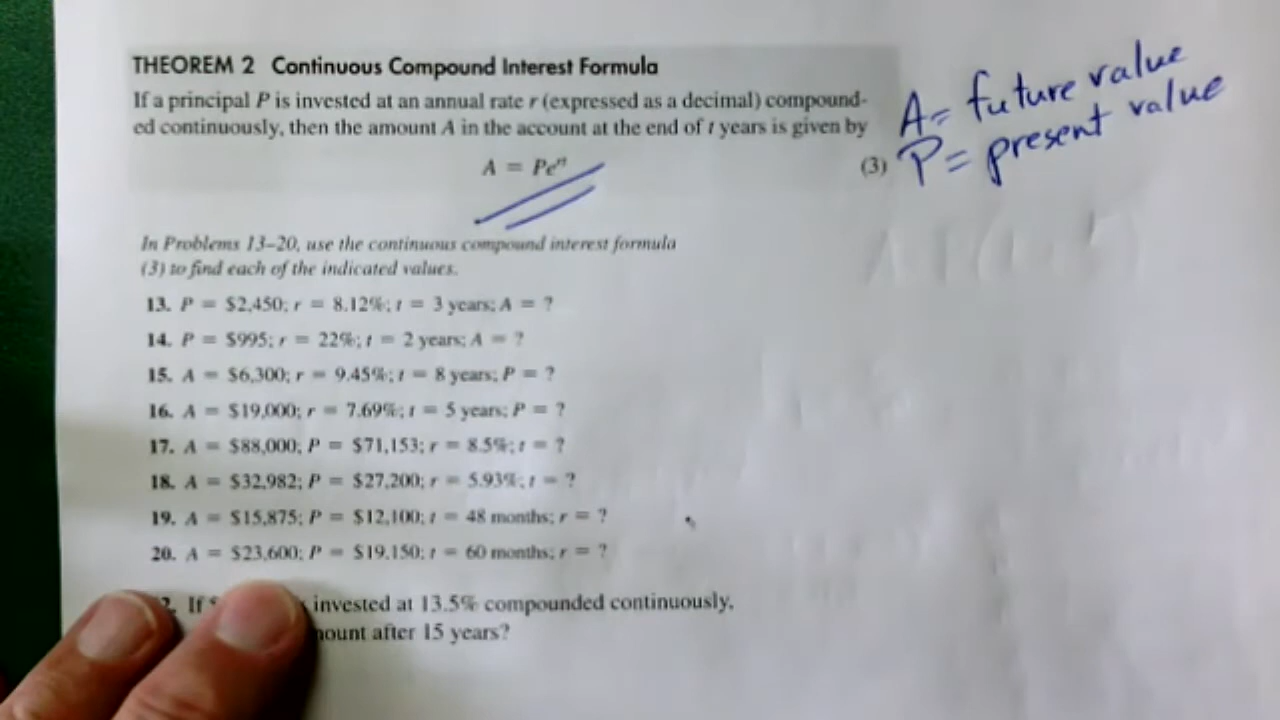 THEOREM 2 Continuous Compound Interest Formula
If a principal P is invested at an annual rate r (expressed as a decimal) compound-
ed continuously, then the amount A in the account at the end of t years is given by
A = Pe^rt
(3)
A = future value
P = present value
In Problems 13–20, use the continuous compound interest formula
(3) to find each of the indicated values.
13. P = $2,450; r = 8.12%; t = 3 years; A = ?
14. P = $995; r = 22%; t = 2 years; A = ?
15. A = $6,300; r = 9.45%; t = 8 years; P = ?
16. A = $19,000; r = 7.69%; t = 5 years; P = ?
17. A = $88,000; P = $71,153; r = 8.5%; t = ?
18. A = $32,982; P = $27,200; r = 5.93%; t = ?
19. A = $15,875; P = $12,100; t = 48 months; r = ?
20. A = $23,600; P = $19,150; t = 60 months; r = ?
If invested at 13.5% compounded continuously,
after 15 years?